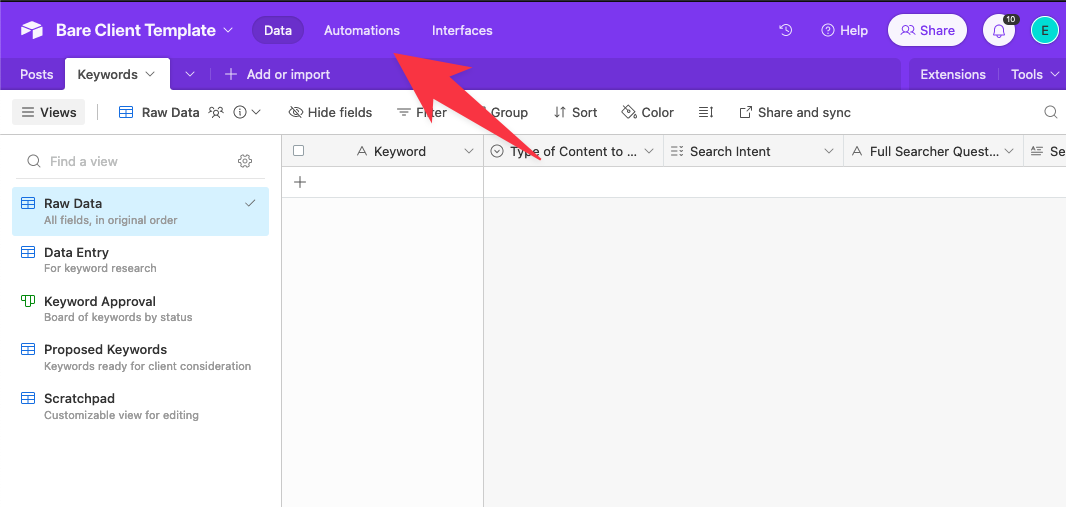 Bare Client Template Data Automations Interfaces Help Share 10 E
Posts Keywords Add or import Extensions Tools
Views Raw Data Hide fields Filter Group Sort Color Share and sync
Find a view
Keyword Type of Content to ... Search Intent Full Searcher Quest... Se
Raw Data
All fields, in original order
Data Entry
For keyword research
Keyword Approval
Board of keywords by status
Proposed Keywords
Keywords ready for client consideration
Scratchpad
Customizable view for editing